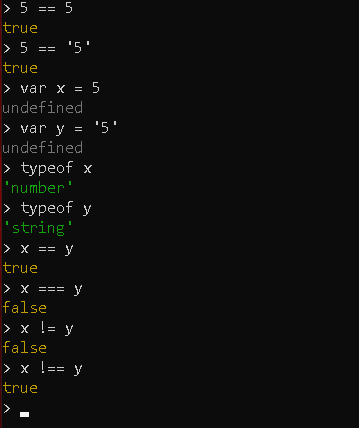 > 5 == 5
true
> 5 == '5'
true
> var x = 5
undefined
> var y = '5'
undefined
> typeof x
'number'
> typeof y
'string'
> x == y
true
> x === y
false
> x != y
false
> x !== y
true
>